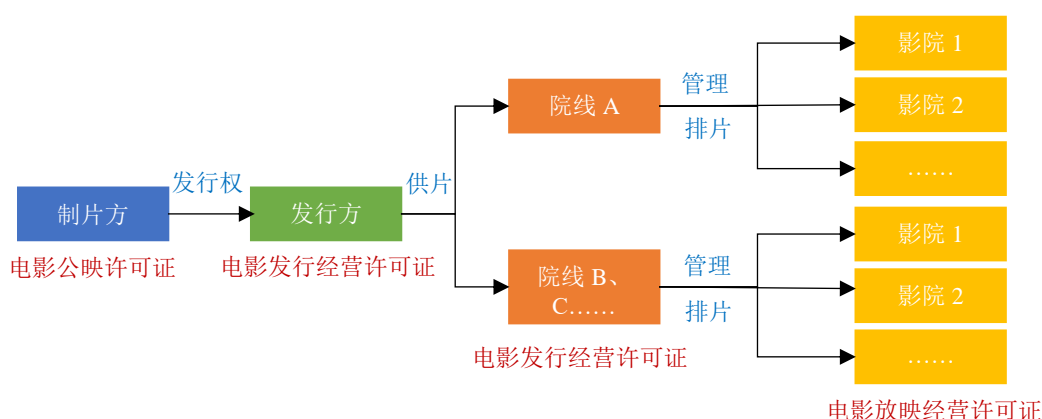 影院 1
院线 A
管理
排片
影院 2
……
制片方
发行权
发行方
供片
电影公映许可证
电影发行经营许可证
院线 B、
C……
管理
排片
电影发行经营许可证
影院 1
影院 2
……
电影放映经营许可证